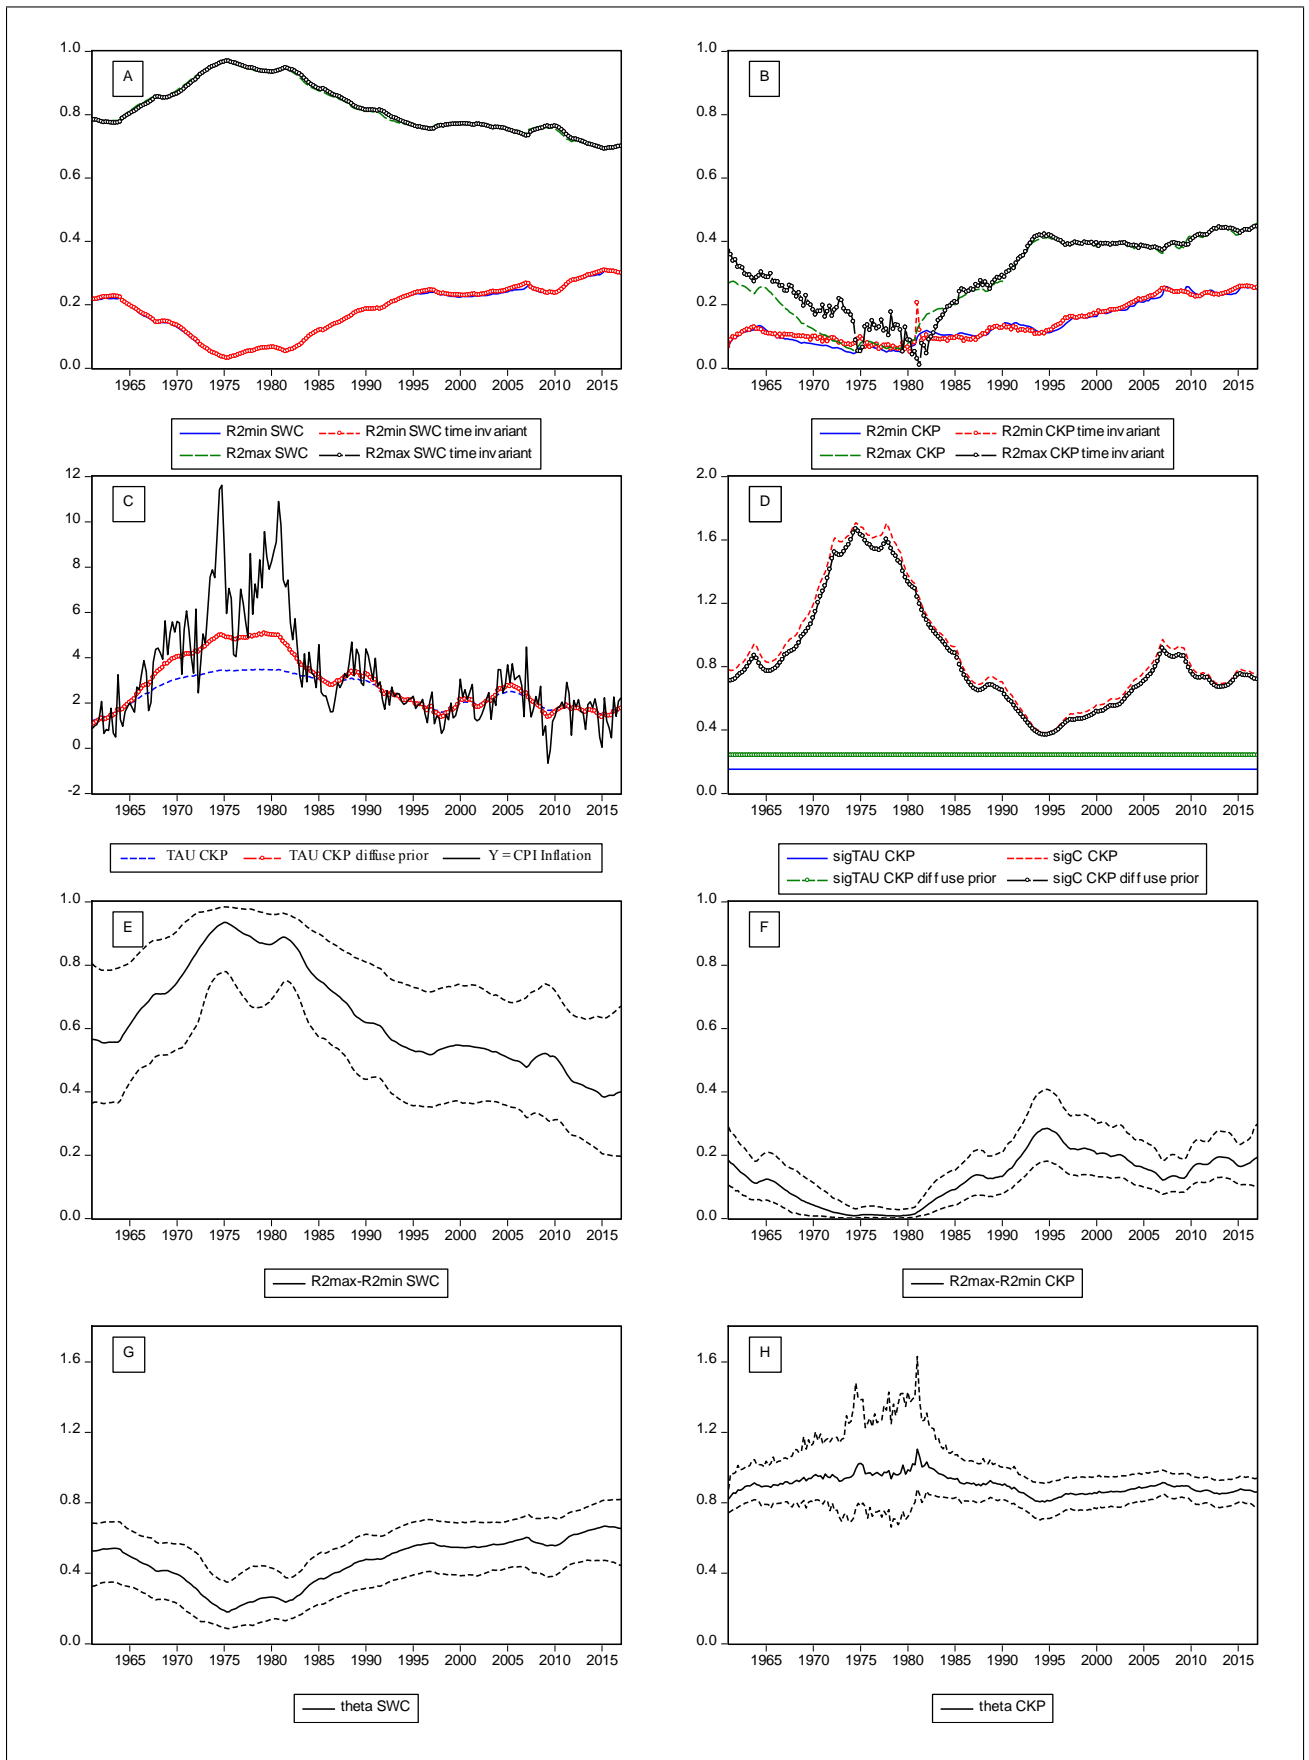 A
1.0
0.8
0.6
0.4
0.2
0.0
1965 1970 1975 1980 1985 1990 1995 2000 2005 2010 2015
R2min SWC R2min SWC time invariant
R2max SWC R2max SWC time invariant
B
1.0
0.8
0.6
0.4
0.2
0.0
1965 1970 1975 1980 1985 1990 1995 2000 2005 2010 2015
R2min CKP R2min CKP time invariant
R2max CKP R2max CKP time invariant
C
12
10
8
6
4
2
0
-2
1965 1970 1975 1980 1985 1990 1995 2000 2005 2010 2015
TAU CKP TAU CKP diffuse prior Y = CPI Inflation
D
2.0
1.6
1.2
0.8
0.4
0.0
1965 1970 1975 1980 1985 1990 1995 2000 2005 2010 2015
sigTAU CKP sigC CKP
sigTAU CKP diffuse prior sigC CKP diffuse prior
E
1.0
0.8
0.6
0.4
0.2
0.0
1965 1970 1975 1980 1985 1990 1995 2000 2005 2010 2015
R2max-R2min SWC
F
1.0
0.8
0.6
0.4
0.2
0.0
1965 1970 1975 1980 1985 1990 1995 2000 2005 2010 2015
R2max-R2min CKP
G
1.6
1.2
0.8
0.4
0.0
1965 1970 1975 1980 1985 1990 1995 2000 2005 2010 2015
theta SWC
H
1.6
1.2
0.8
0.4
0.0
1965 1970 1975 1980 1985 1990 1995 2000 2005 2010 2015
theta CKP